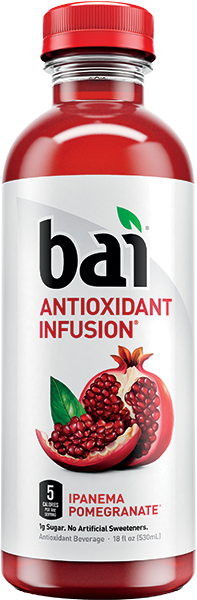 bai
ANTIOXIDANT
INFUSION®
5
CALORIES
PER ONE
SERVING
IPANEMA
POMEGRANATE™
1g Sugar. No Artificial Sweeteners.
Antioxidant Beverage - 18 fl oz (530mL)